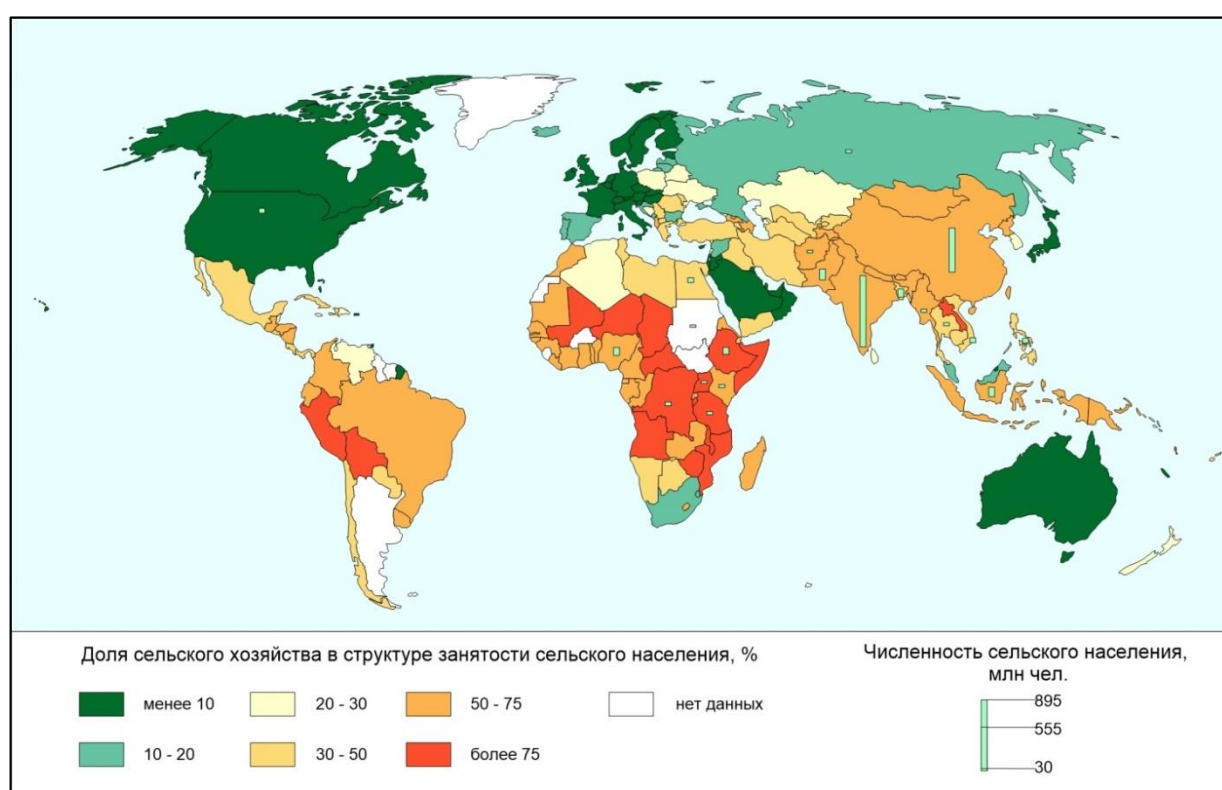 Доля сельского хозяйства в структуре занятости сельского населения, %
менее 10
20 - 30
50 - 75
нет данных
10 - 20
30 - 50
более 75
Численность сельского населения,
млн чел.
895
555
30